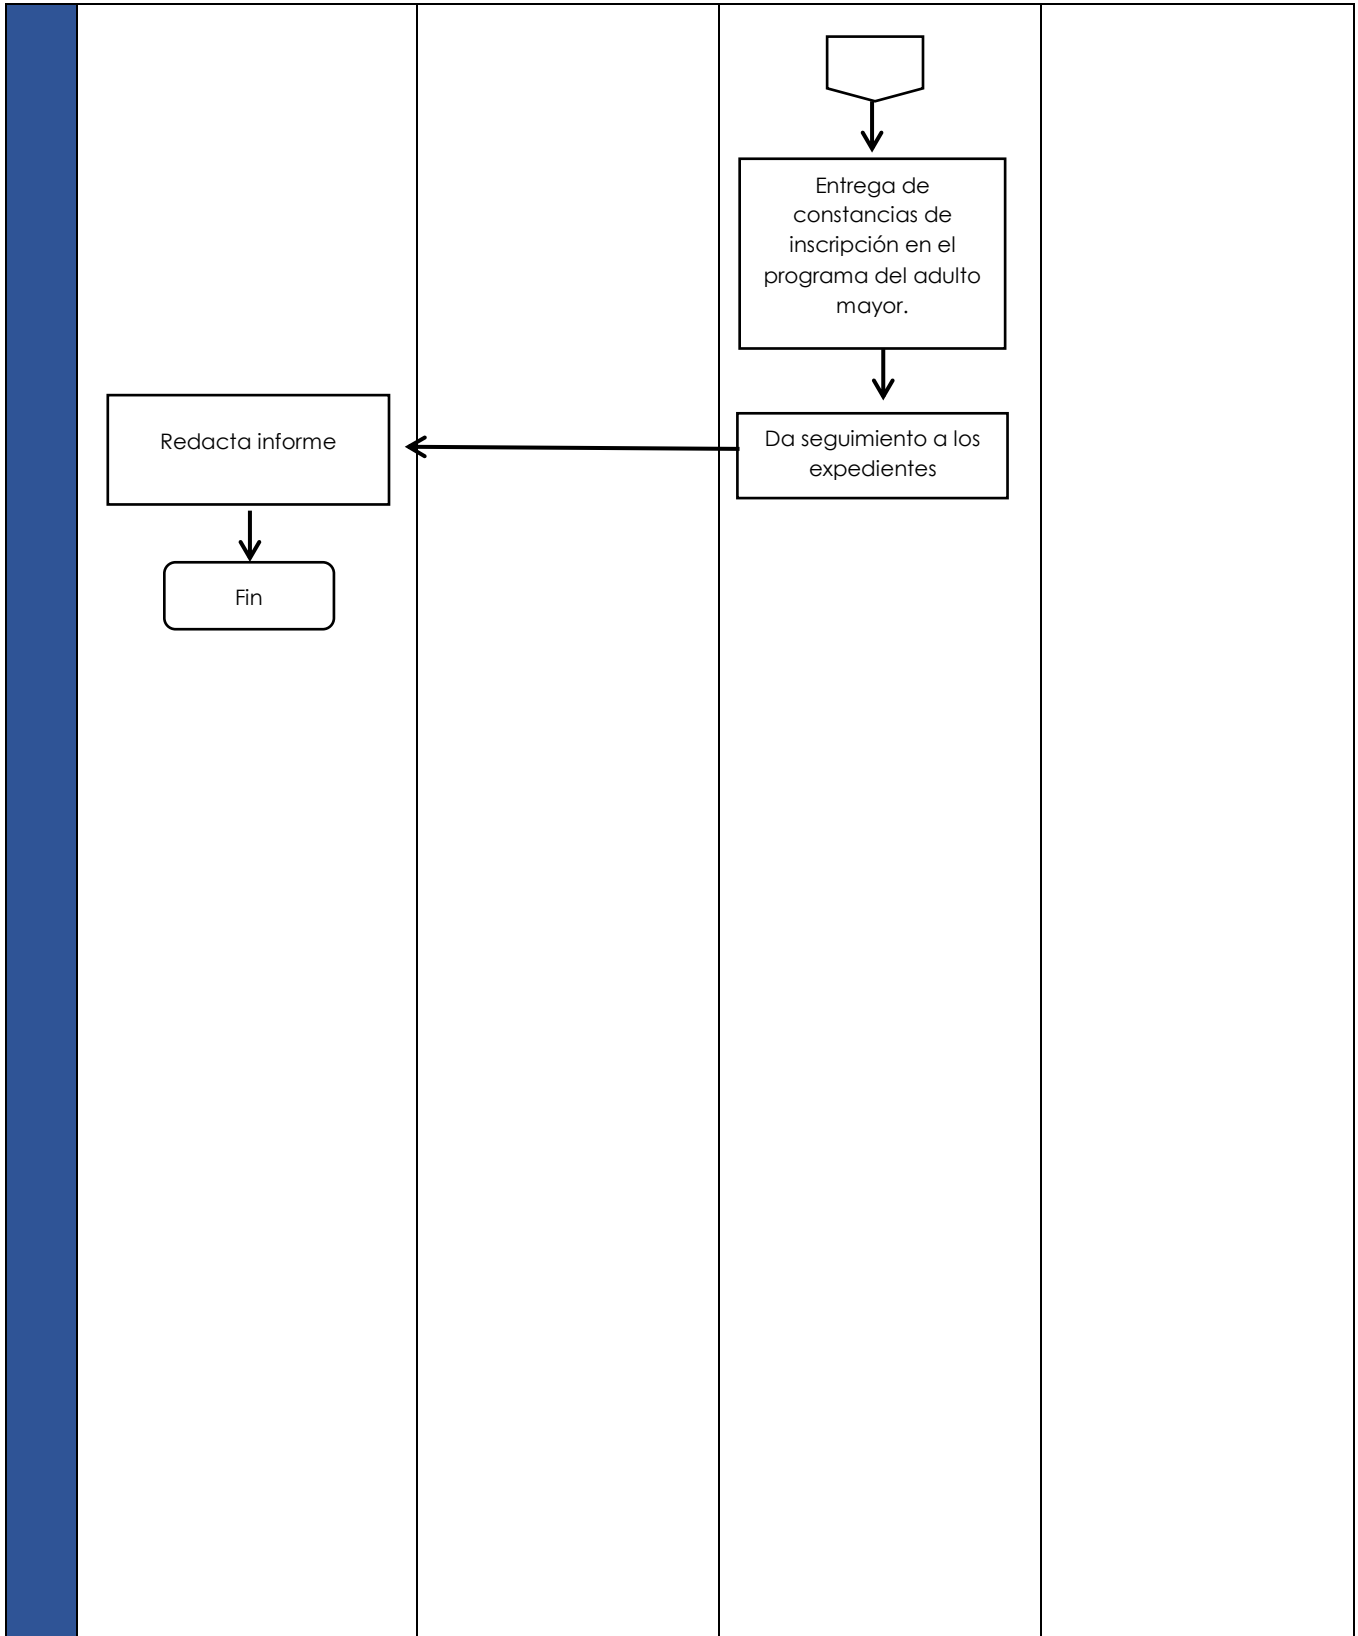 Entrega de
constancias de
inscripción en el
programa del adulto
mayor.
Da seguimiento a los
expedientes
Redacta informe
Fin